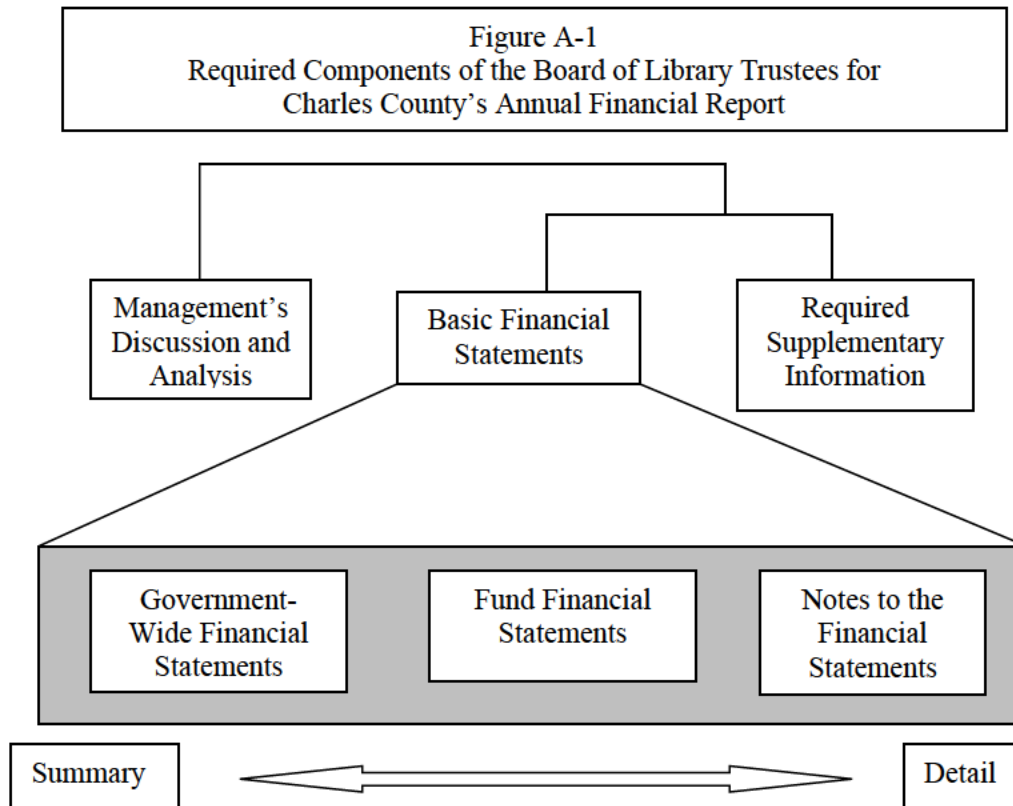 Figure A-1
Required Components of the Board of Library Trustees for
Charles County’s Annual Financial Report
Management’s
Discussion and
Analysis
Basic Financial
Statements
Required
Supplementary
Information
Government-
Wide Financial
Statements
Fund Financial
Statements
Notes to the
Financial
Statements
Summary
Detail